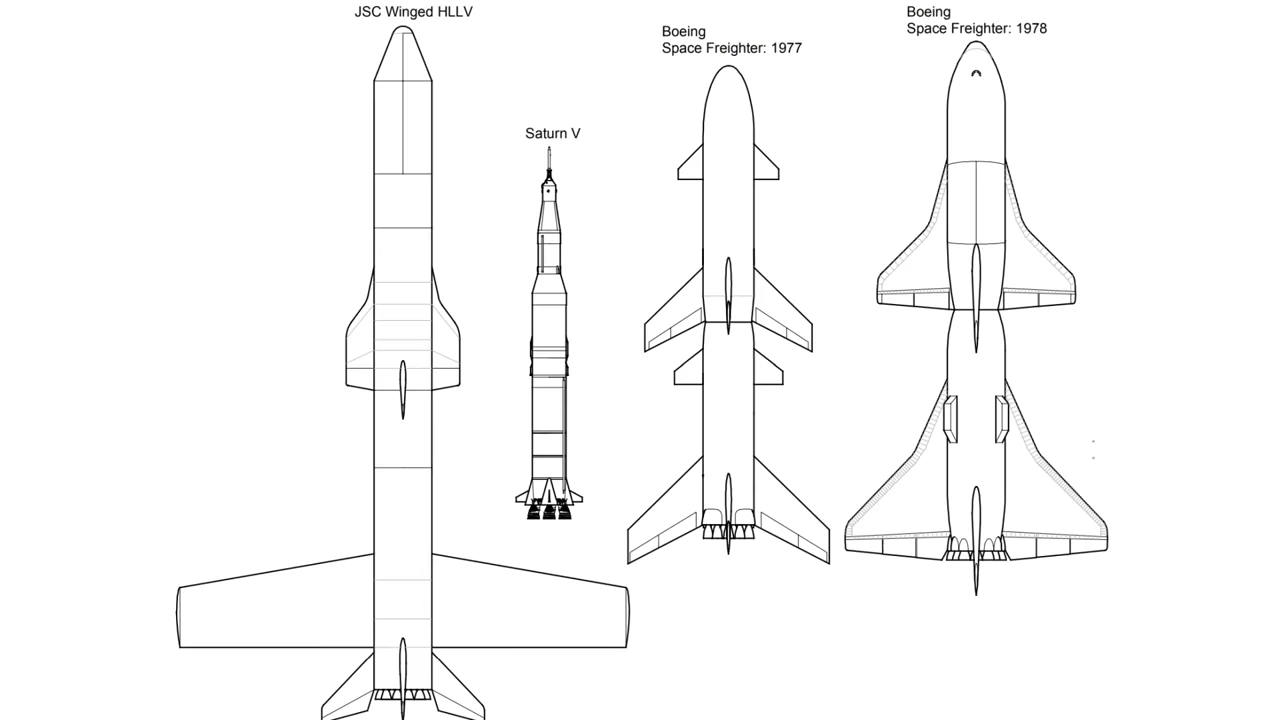 JSC Winged HLLV
Saturn V
Boeing
Space Freighter: 1977
Boeing
Space Freighter: 1978